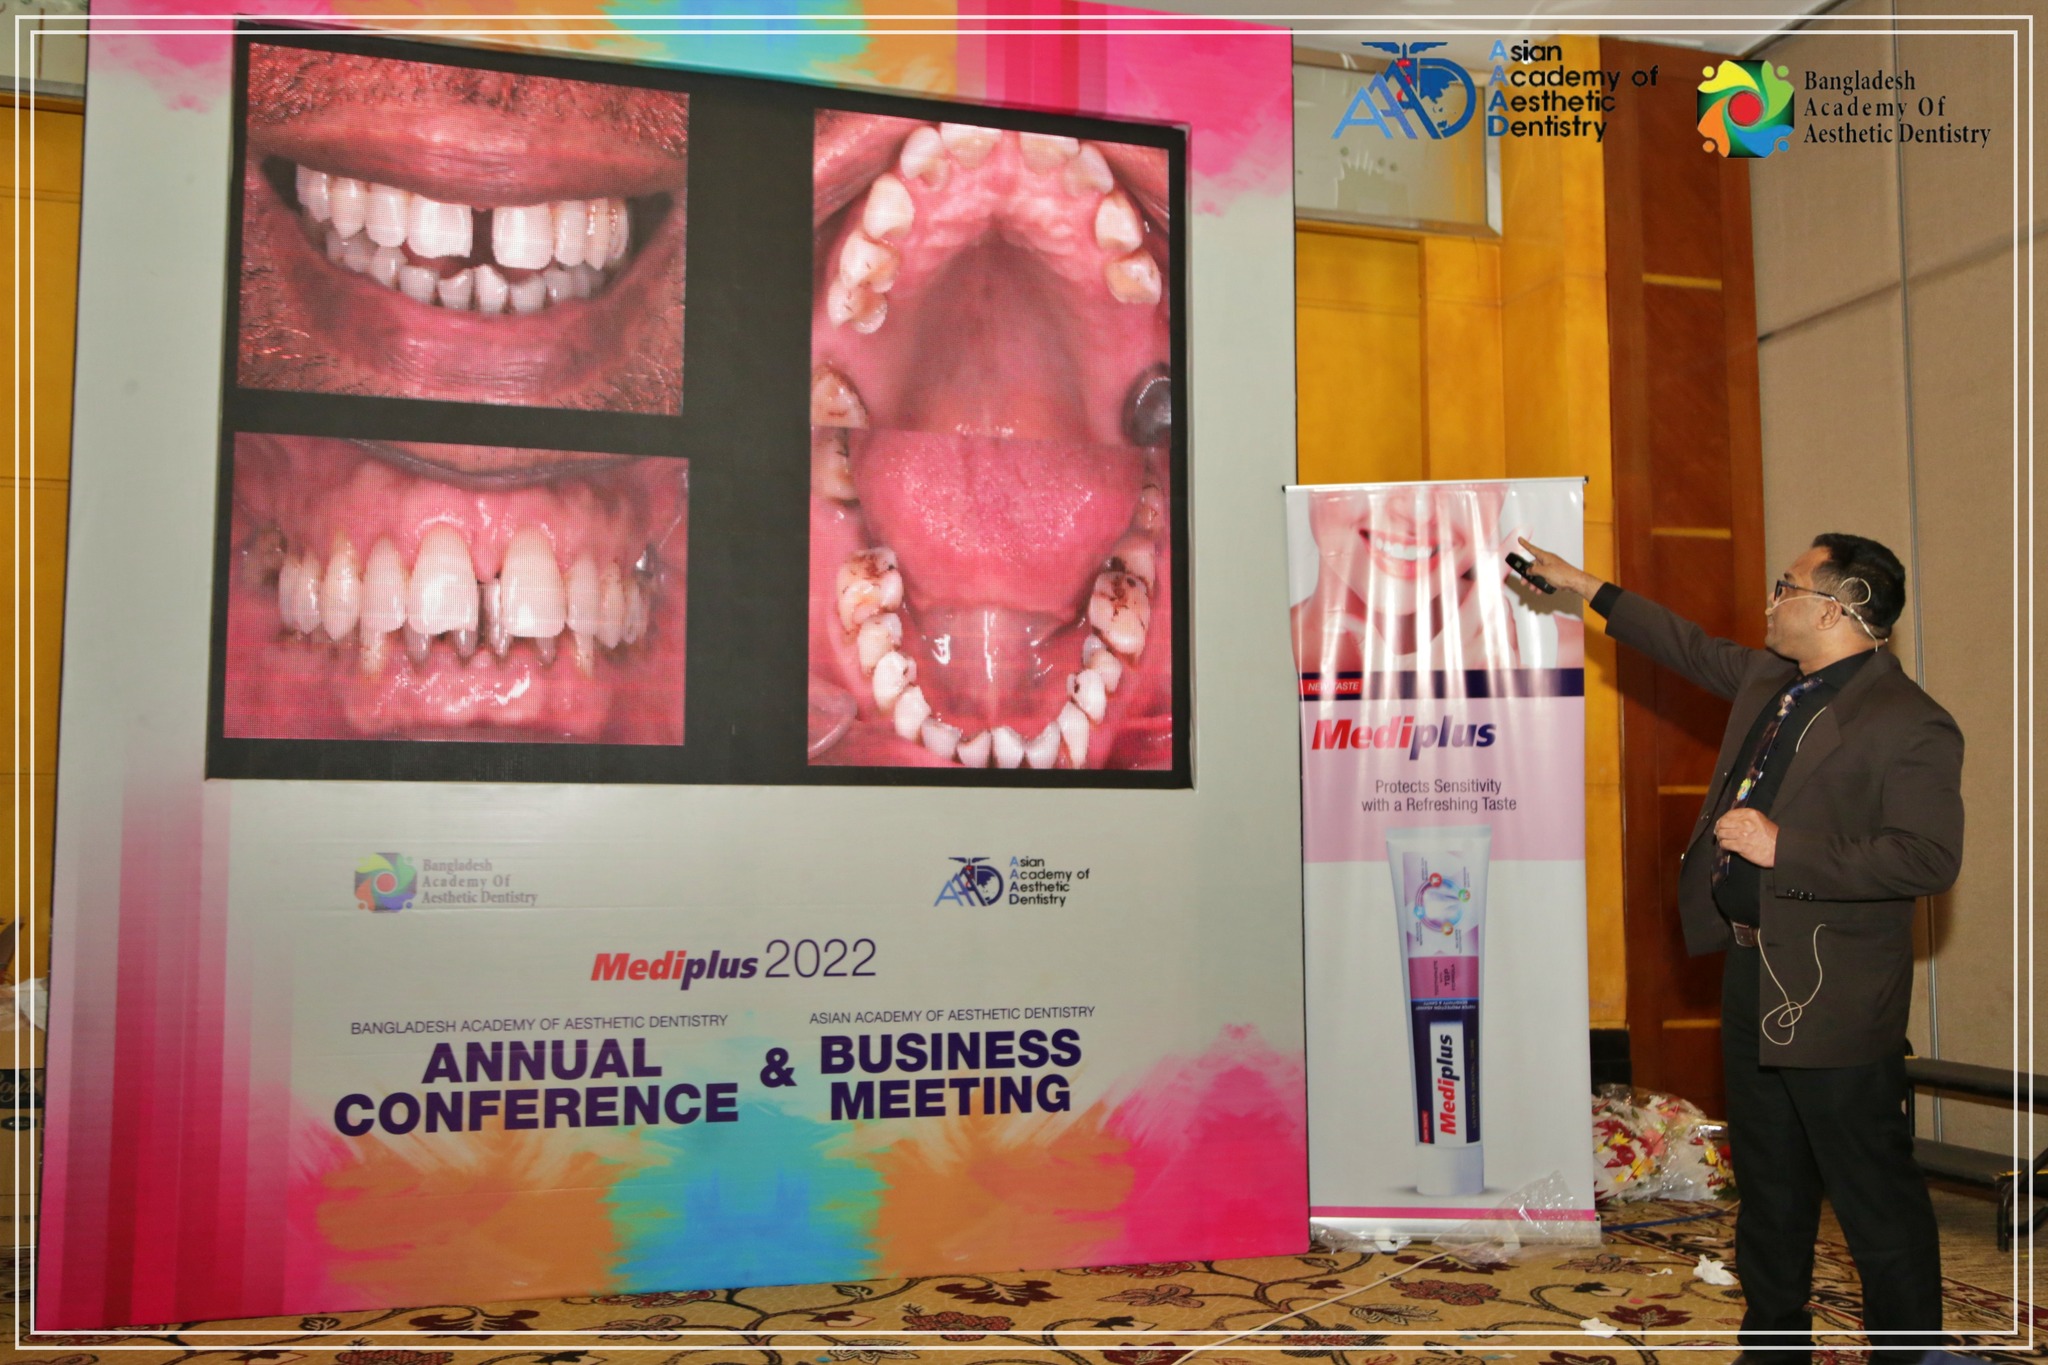 Asian
Academy of
Aesthetic
Dentistry
Bangladesh
Academy Of
Aesthetic Dentistry
NEW TASTE
Mediplus
Protects Sensitivity
with a Refreshing Taste
Mediplus
Bangladesh
Academy Of
Aesthetic Dentistry
Asian
Academy of
Aesthetic
Dentistry
Mediplus 2022
BANGLADESH ACADEMY OF AESTHETIC DENTISTRY
ANNUAL
CONFERENCE
&
ASIAN ACADEMY OF AESTHETIC DENTISTRY
BUSINESS
MEETING